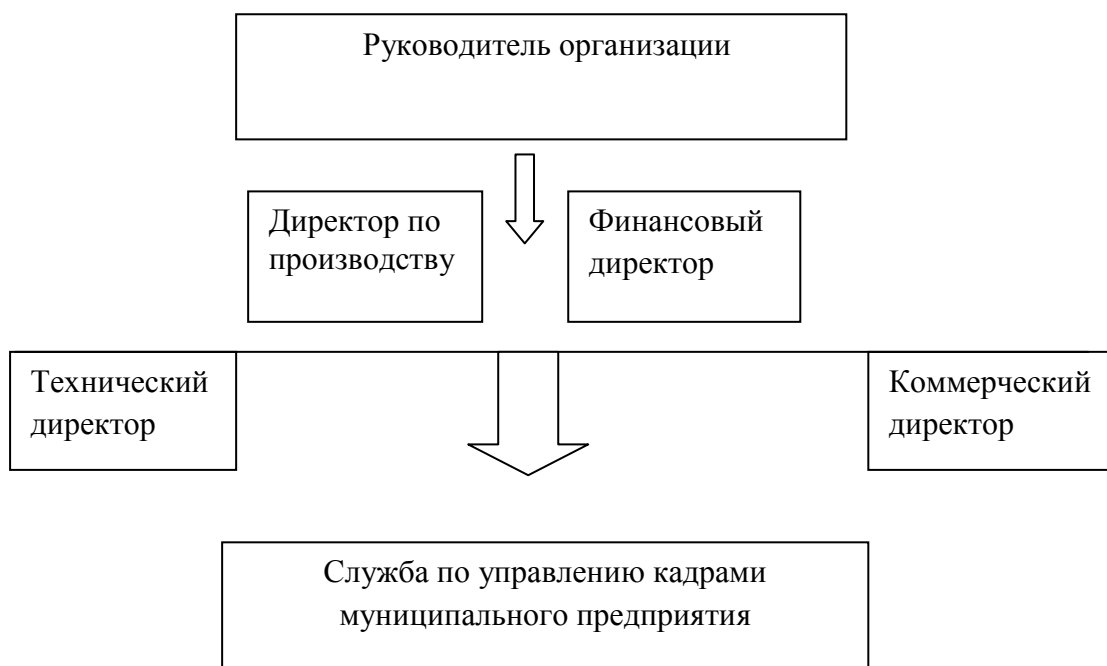 Руководитель организации
Директор по
производству
Финансовый
директор
Технический
директор
Коммерческий
директор
Служба по управлению кадрами
муниципального предприятия